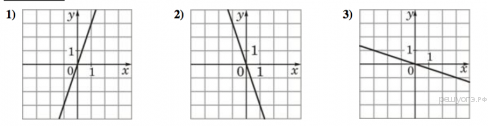 1) y 1 0 1 x
2) y 1 0 1 x
3) y 1 0 1 x
РЕШУОГЭ.РФ